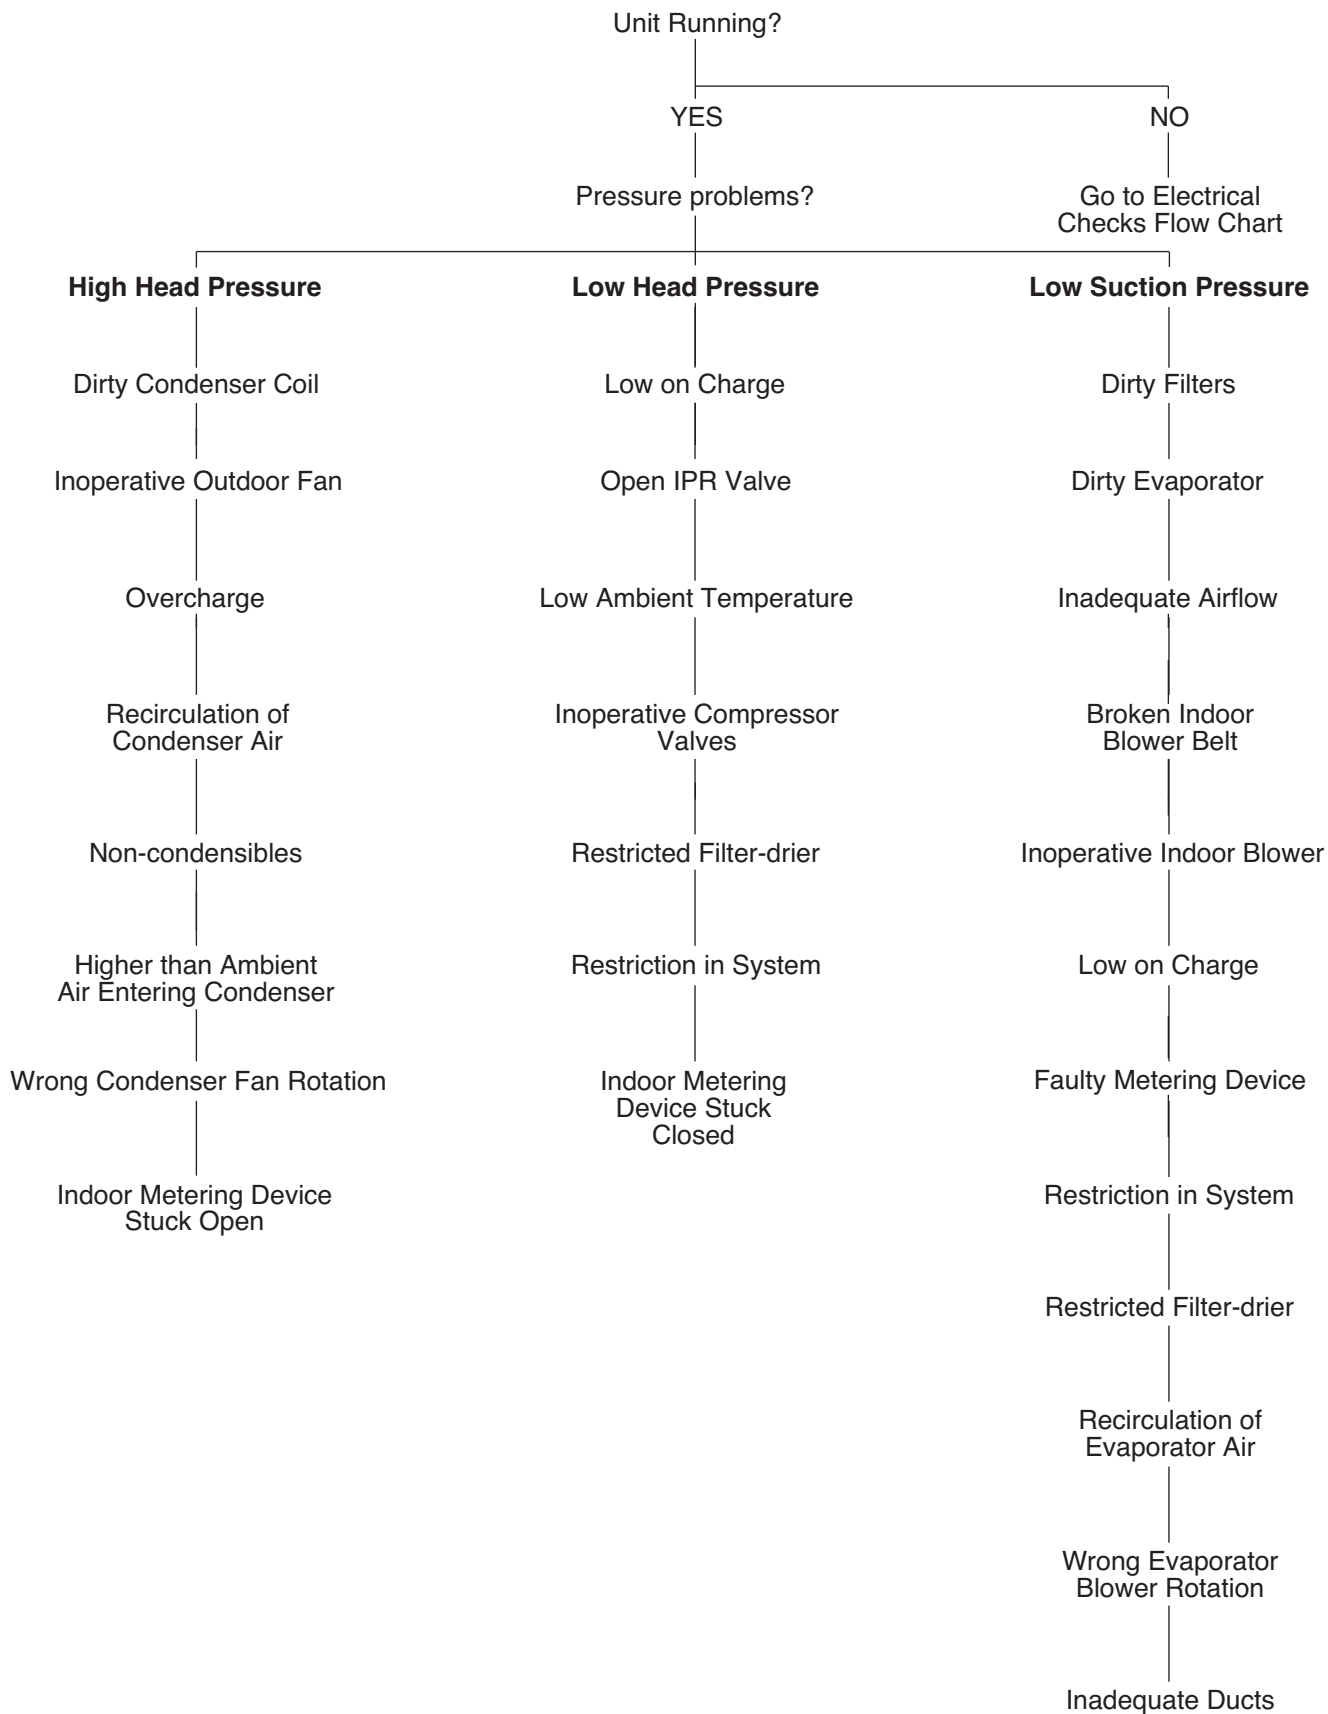 Unit Running?
YES
NO
Pressure problems?
Go to Electrical
Checks Flow Chart
High Head Pressure
Dirty Condenser Coil
Inoperative Outdoor Fan
Overcharge
Recirculation of
Condenser Air
Non-condensibles
Higher than Ambient
Air Entering Condenser
Wrong Condenser Fan Rotation
Indoor Metering Device
Stuck Open
Low Head Pressure
Low on Charge
Open IPR Valve
Low Ambient Temperature
Inoperative Compressor
Valves
Restricted Filter-drier
Restriction in System
Indoor Metering
Device Stuck
Closed
Low Suction Pressure
Dirty Filters
Dirty Evaporator
Inadequate Airflow
Broken Indoor
Blower Belt
Inoperative Indoor Blower
Low on Charge
Faulty Metering Device
Restriction in System
Restricted Filter-drier
Recirculation of
Evaporator Air
Wrong Evaporator
Blower Rotation
Inadequate Ducts